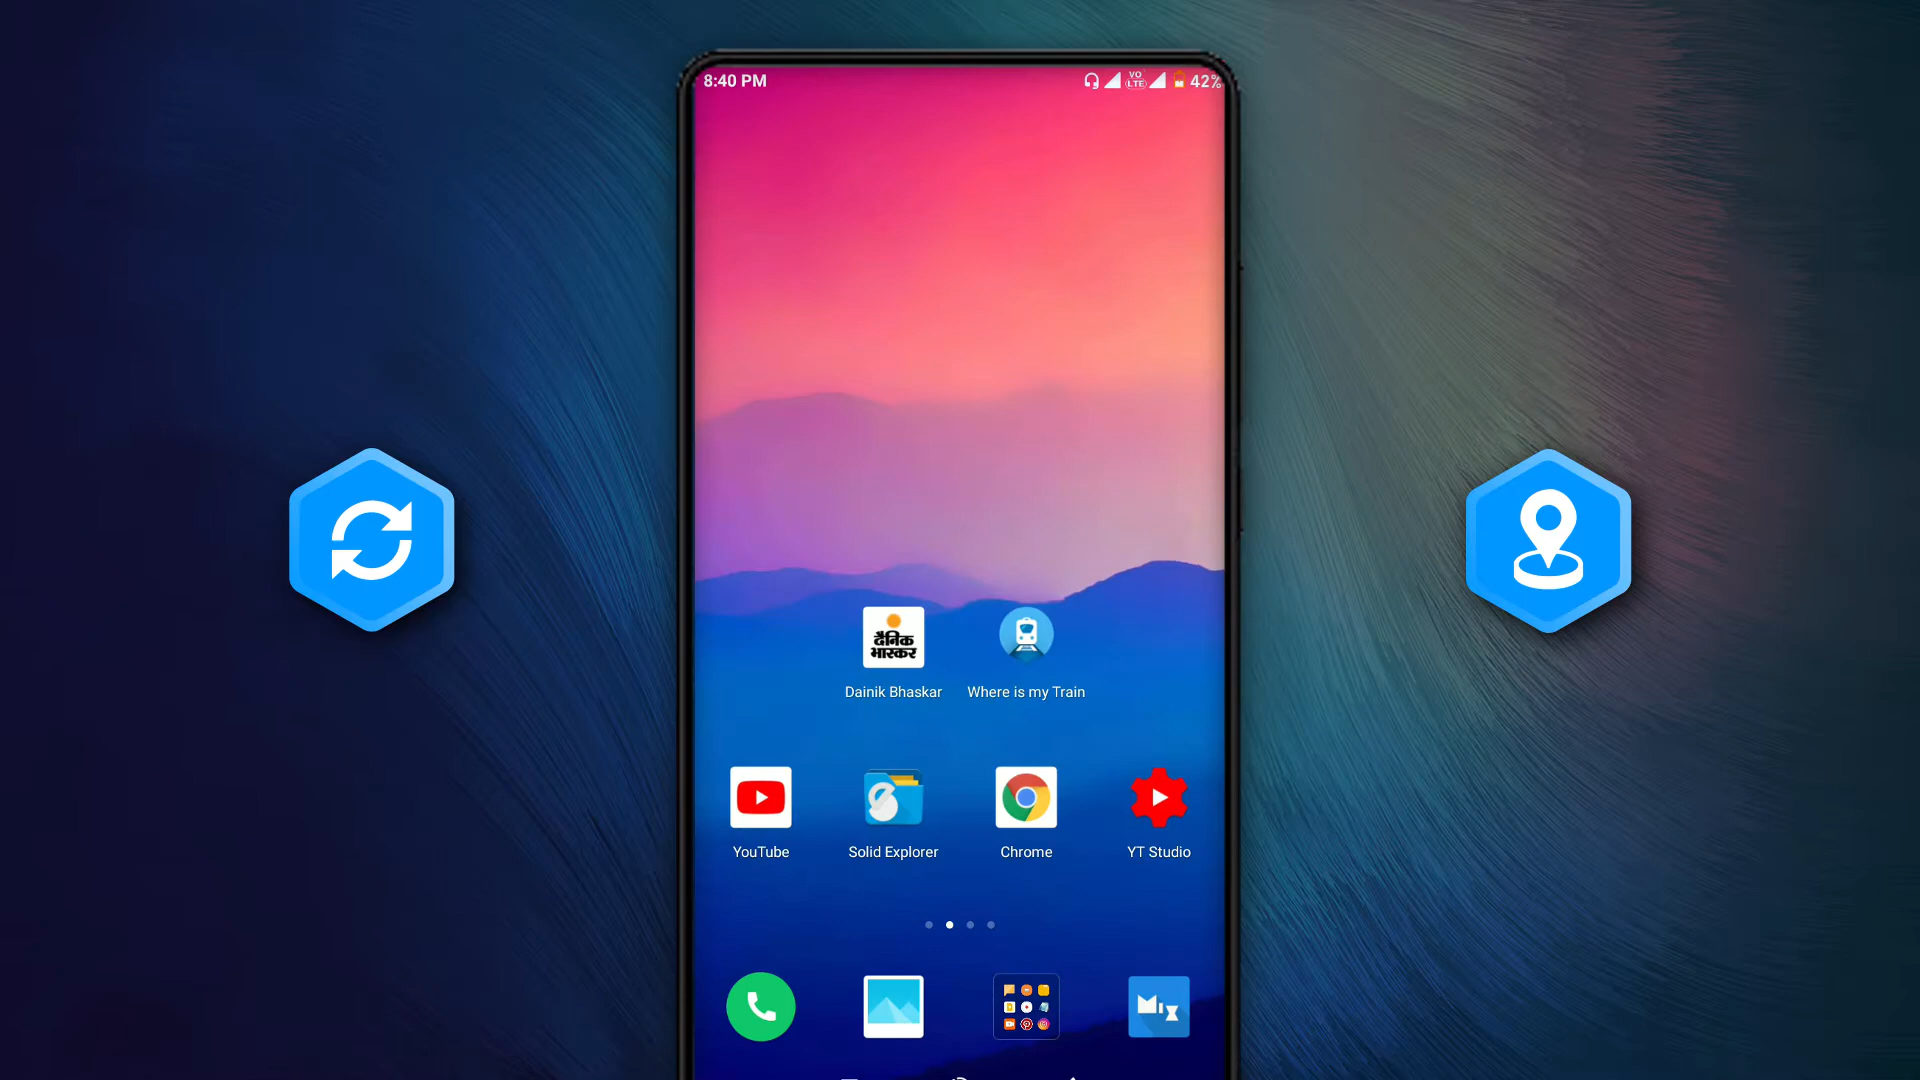 8:40 PM
VO
LTE
42%
दैनिक
भास्कर
Dainik Bhaskar
Where is my Train
YouTube
Solid Explorer
Chrome
YT Studio
MiX